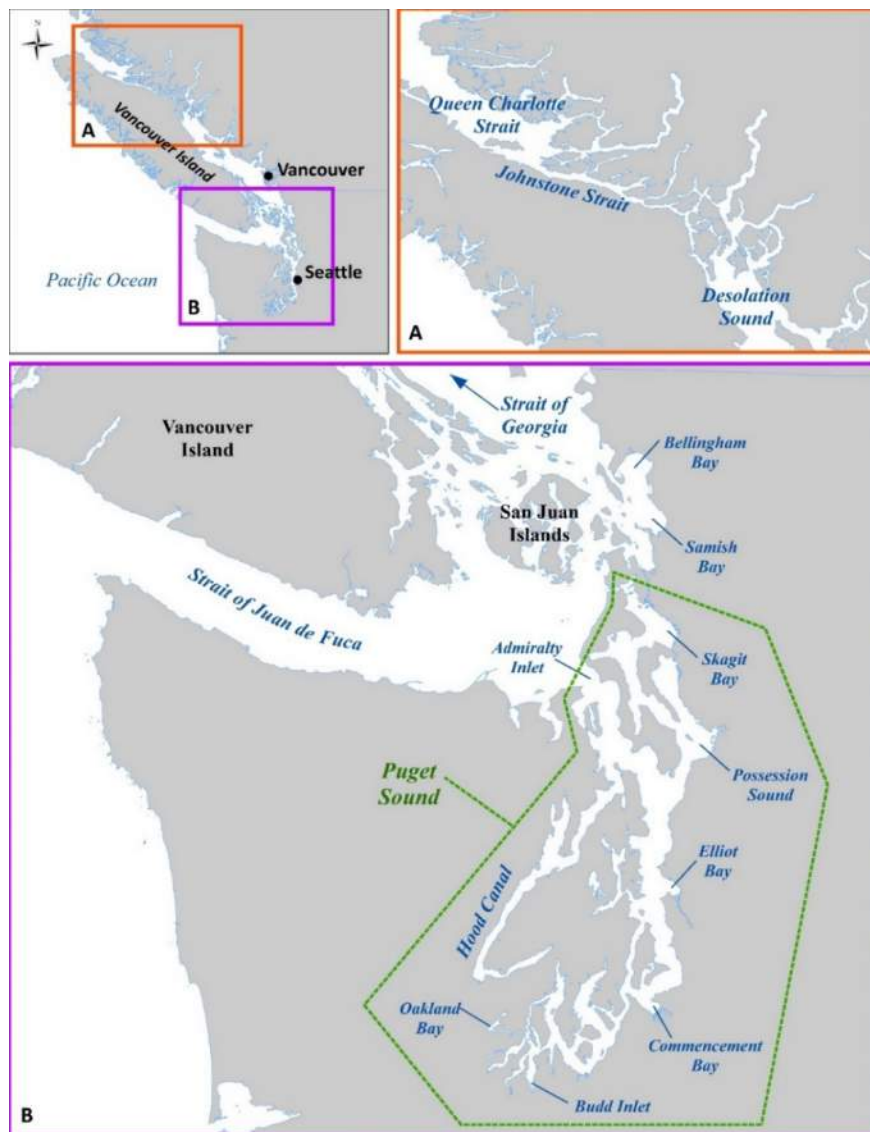 N
A
Vancouver Island
Vancouver
Pacific Ocean
Seattle
B
Queen Charlotte
Strait
Johnstone Strait
Desolation
Sound
A
Vancouver
Island
Strait of
Georgia
Bellingham
Bay
San Juan
Islands
Samish
Bay
Strait of Juan de Fuca
Admiralty
Inlet
Skagit
Bay
Puget
Sound
Possession
Sound
Elliot
Bay
Hood Canal
Oakland
Bay
Commencement
Bay
Budd Inlet
B